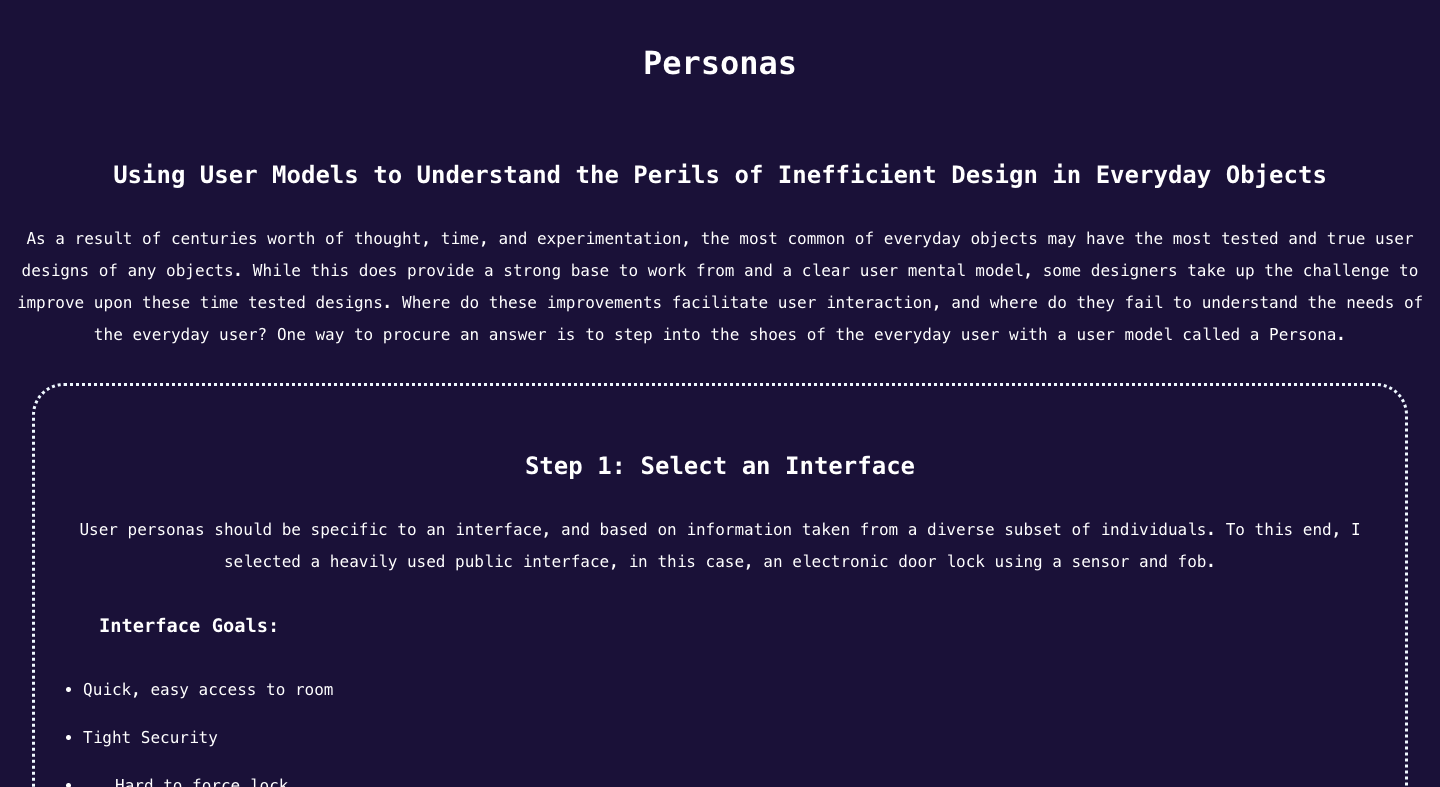 Personas
Using User Models to Understand the Perils of Inefficient Design in Everyday Objects
As a result of centuries worth of thought, time, and experimentation, the most common of everyday objects may have the most tested and true user
designs of any objects. While this does provide a strong base to work from and a clear user mental model, some designers take up the challenge to
improve upon these time tested designs. Where do these improvements facilitate user interaction, and where do they fail to understand the needs of
the everyday user? One way to procure an answer is to step into the shoes of the everyday user with a user model called a Persona.
Step 1: Select an Interface
User personas should be specific to an interface, and based on information taken from a diverse subset of individuals. To this end, I
selected a heavily used public interface, in this case, an electronic door lock using a sensor and fob.
Interface Goals:
• Quick, easy access to room
• Tight Security
• Hard to force lock